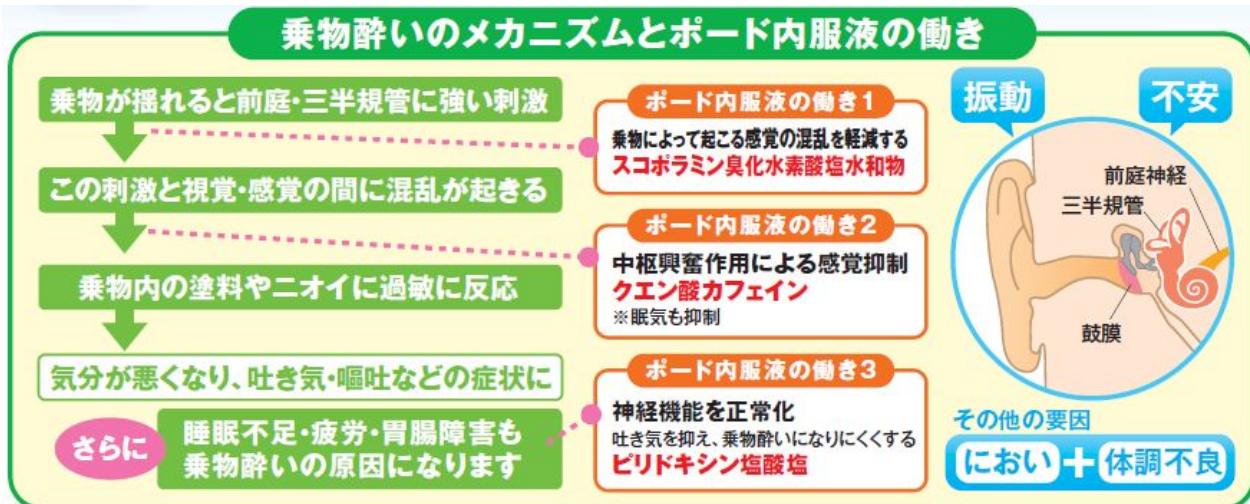 乗物酔いのメカニズムとポード内服液の働き
乗物が揺れると前庭・三半規管に強い刺激
この刺激と視覚・感覚の間に混乱が起きる
乗物内の塗料やニオイに過敏に反応
気分が悪くなり、吐き気・嘔吐などの症状に
さらに
睡眠不足・疲労・胃腸障害も
乗物酔いの原因になります
ポード内服液の働き1
乗物によって起こる感覚の混乱を軽減する
スコポラミン臭化水素酸塩水和物
ポード内服液の働き2
中枢興奮作用による感覚抑制
クエン酸カフェイン
※眠気も抑制
ポード内服液の働き3
神経機能を正常化
吐き気を抑え、乗物酔いになりにくくする
ピリドキシン塩酸塩
振動
不安
前庭神経
三半規管
鼓膜
その他の要因
におい+体調不良